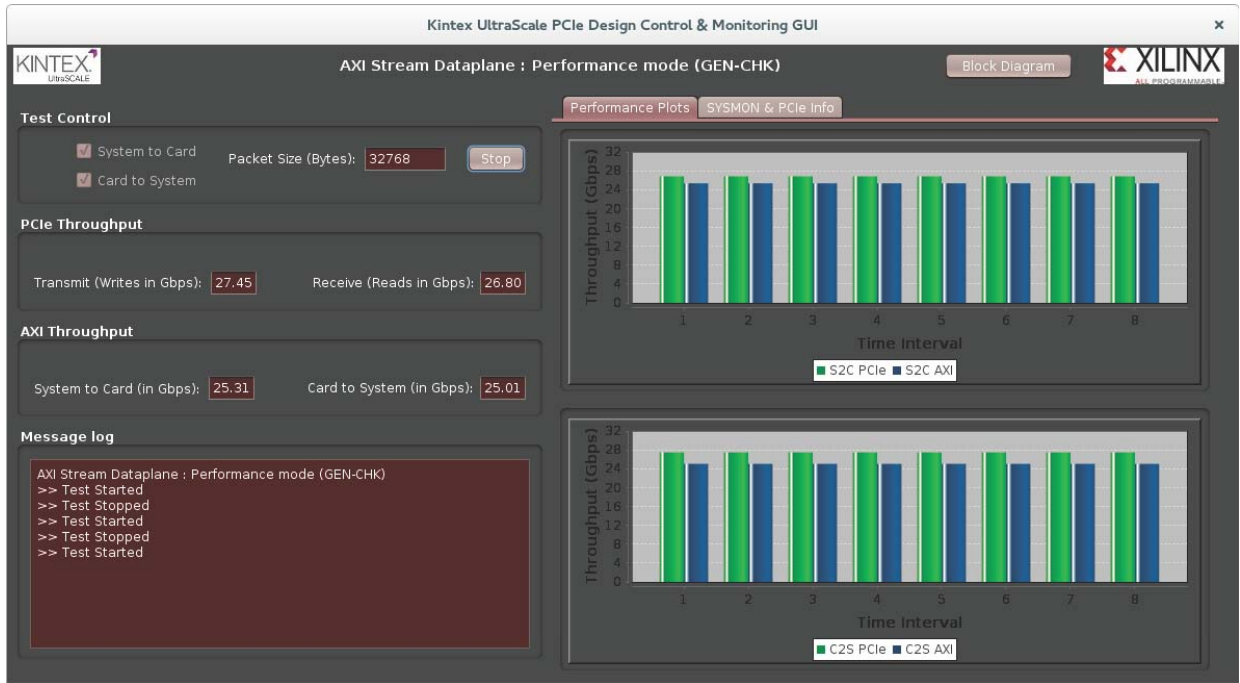 Kintex UltraScale PCIe Design Control & Monitoring GUI
×
KINTEX
UltraSCALE
AXI Stream Dataplane : Performance mode (GEN-CHK)
Block Diagram
XILINX
ALL PROGRAMMABLE
Test Control
System to Card
Packet Size (Bytes): 32768
Stop
Card to System
PCIe Throughput
Transmit (Writes in Gbps): 27.45
Receive (Reads in Gbps): 26.80
AXI Throughput
System to Card (in Gbps): 25.31
Card to System (in Gbps): 25.01
Message log
AXI Stream Dataplane : Performance mode (GEN-CHK)
>> Test Started
>> Test Stopped
>> Test Started
>> Test Stopped
>> Test Started
Performance Plots
SYSMON & PCIe Info
Throughput (Gbps)
32
28
24
20
16
12
8
4
0
1 2 3 4 5 6 7 8
Time Interval
S2C PCIe S2C AXI
Throughput (Gbps)
32
28
24
20
16
12
8
4
0
1 2 3 4 5 6 7 8
Time Interval
C2S PCIe C2S AXI